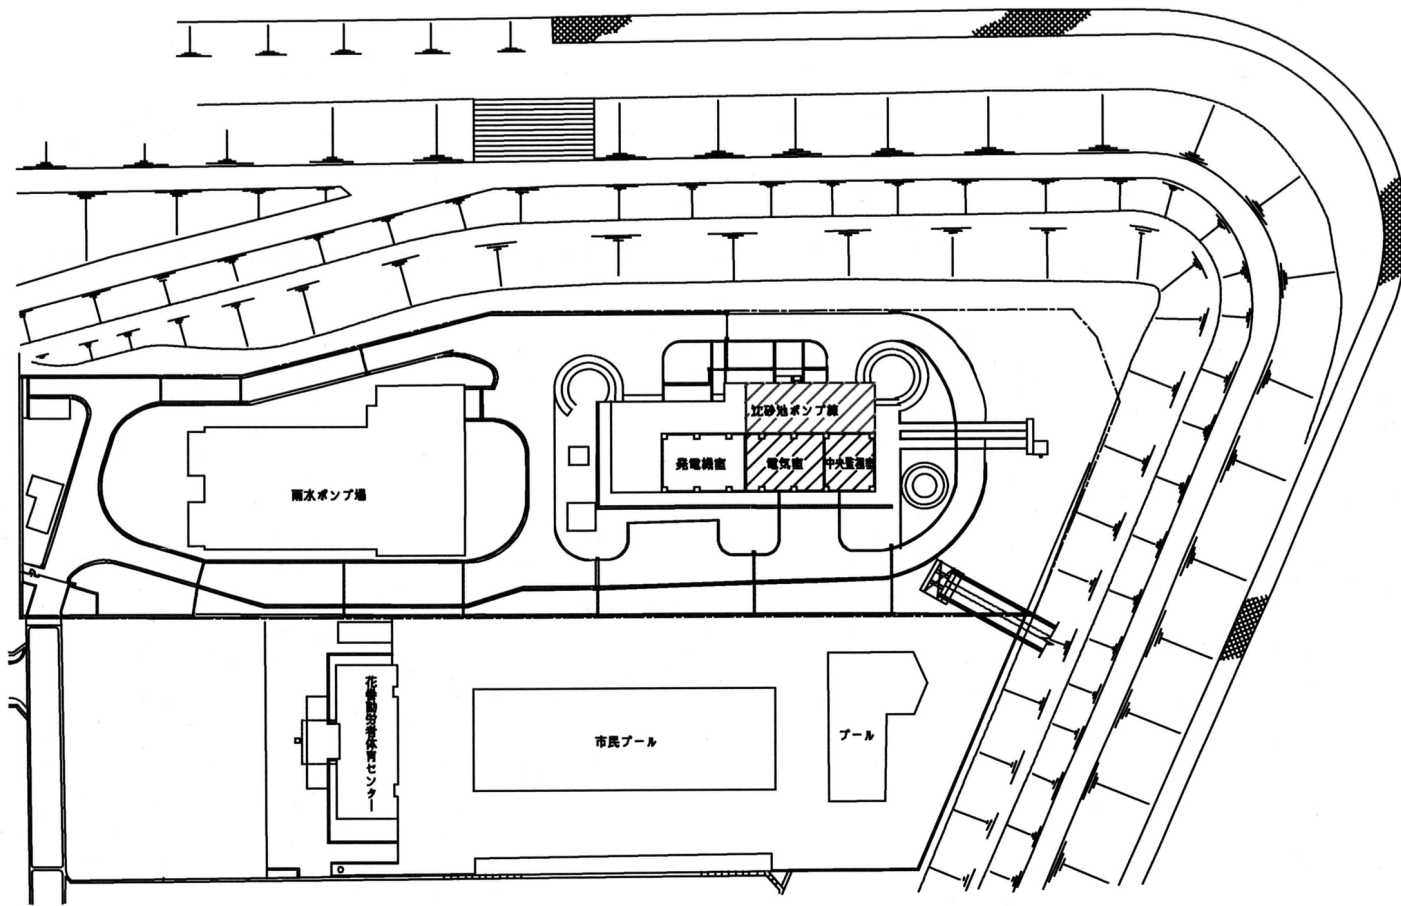 沈砂池ポンプ棟
発電機室
電気室
中央監視室
雨水ポンプ場
花香勤労者体育センター
市民プール
プール